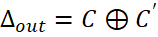 Δ_out = C ⊕ C′